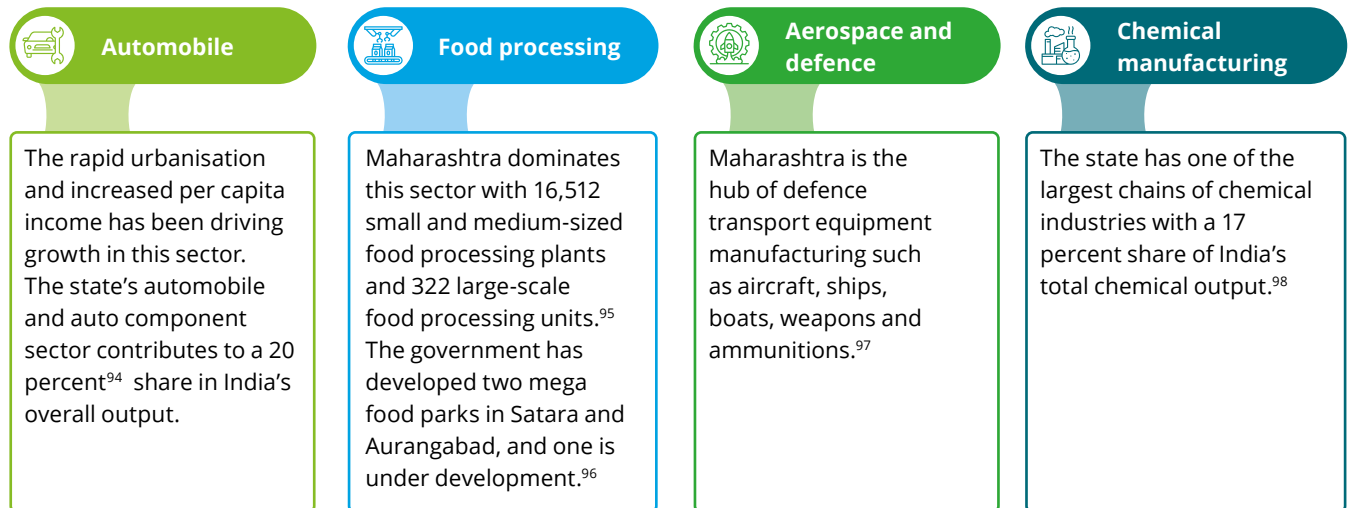 Automobile
The rapid urbanisation
and increased per capita
income has been driving
growth in this sector.
The state's automobile
and auto component
sector contributes to a 20
percent⁹⁴ share in India's
overall output.
Food processing
Maharashtra dominates
this sector with 16,512
small and medium-sized
food processing plants
and 322 large-scale
food processing units.⁹⁵
The government has
developed two mega
food parks in Satara and
Aurangabad, and one is
under development.⁹⁶
Aerospace and
defence
Maharashtra is the
hub of defence
transport equipment
manufacturing such
as aircraft, ships,
boats, weapons and
ammunitions.⁹⁷
Chemical
manufacturing
The state has one of the
largest chains of chemical
industries with a 17
percent share of India's
total chemical output.⁹⁸